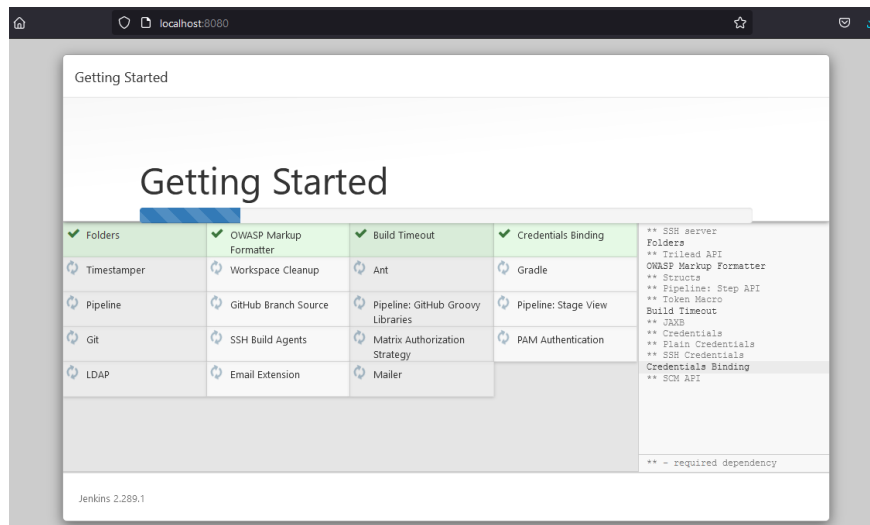 localhost:8080
Getting Started
Getting Started
Folders
OWASP Markup
Formatter
Build Timeout
Credentials Binding
Timestamper
Workspace Cleanup
Ant
Gradle
Pipeline
GitHub Branch Source
Pipeline: GitHub Groovy
Libraries
Pipeline: Stage View
Git
SSH Build Agents
Matrix Authorization
Strategy
PAM Authentication
LDAP
Email Extension
Mailer
** SSH server
Folders
** Trilead API
OWASP Markup Formatter
** Structs
** Pipeline: Step API
** Token Macro
Build Timeout
** JAXB
** Credentials
** Plain Credentials
** SSH Credentials
Credentials Binding
** SCM API
** - required dependency
Jenkins 2.289.1